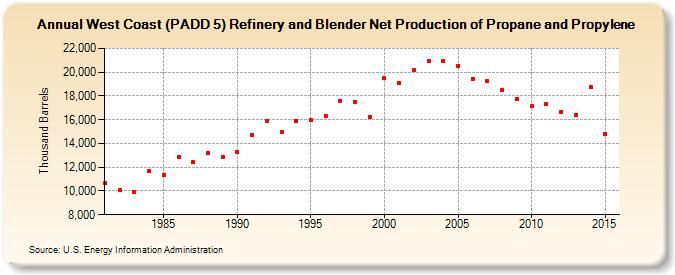 Annual West Coast (PADD 5) Refinery and Blender Net Production of Propane and Propylene
Thousand Barrels
22,000
20,000
18,000
16,000
14,000
12,000
10,000
8,000
1985 1990 1995 2000 2005 2010 2015
Source: U.S. Energy Information Administration